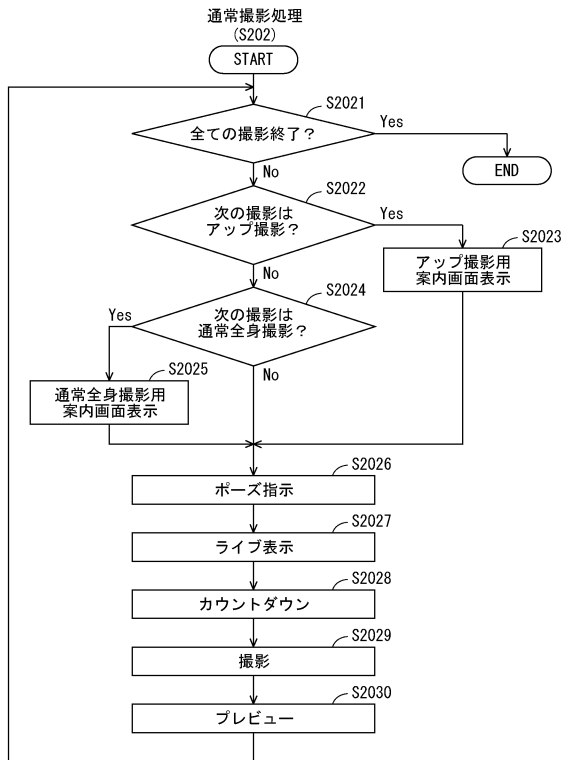 通常撮影処理
(S202)
START
S2021
全ての撮影終了？
Yes
END
No
S2022
次の撮影は
アップ撮影？
Yes
S2023
アップ撮影用
案内画面表示
No
S2024
次の撮影は
通常全身撮影？
Yes
S2025
通常全身撮影用
案内画面表示
No
S2026
ポーズ指示
S2027
ライブ表示
S2028
カウントダウン
S2029
撮影
S2030
プレビュー